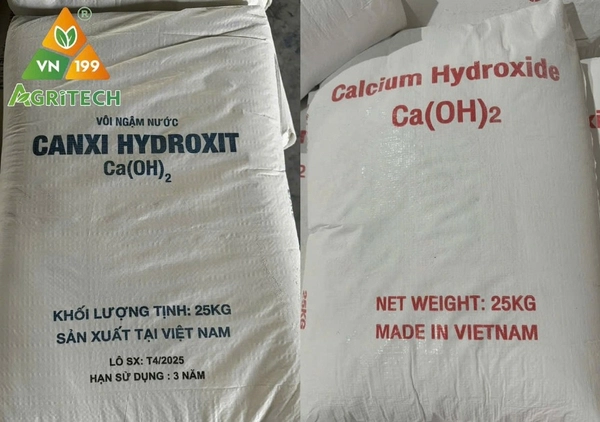 ®
VN 199
AGRITECH
VÔI NGẬM NƯỚC
CANXI HYDROXIT
Ca(OH)₂
KHỐI LƯỢNG TỊNH: 25KG
SẢN XUẤT TẠI VIỆT NAM
LÔ SX: T4/2025
HẠN SỬ DỤNG : 3 NĂM
Calcium Hydroxide
Ca(OH)2
NET WEIGHT: 25KG
MADE IN VIETNAM
25KG